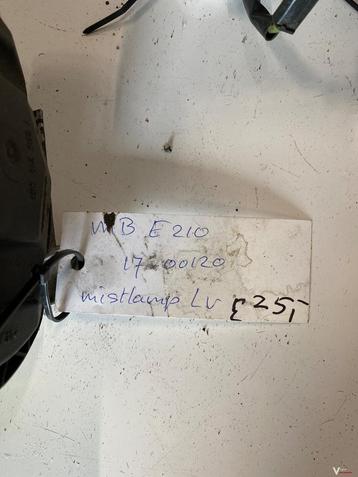 MB E210
17-00120
mistlamp Lv
€ 25,-